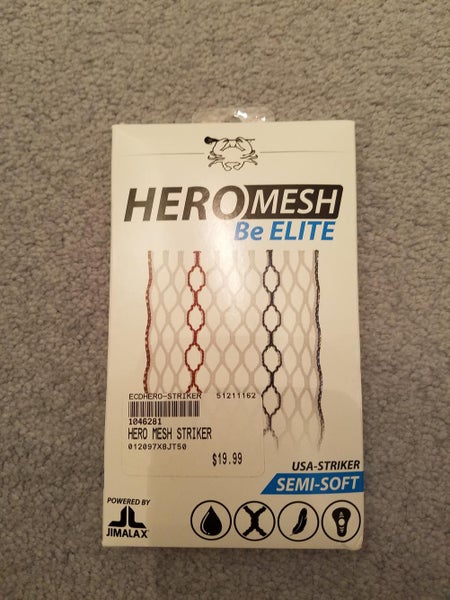 HEROMESH
Be ELITE
ECDHERO-STRIKER 51211162
1046281
HERO MESH STRIKER
012097X8JT50
$19.99
USA-STRIKER
SEMI-SOFT
POWERED BY
JIMALAX